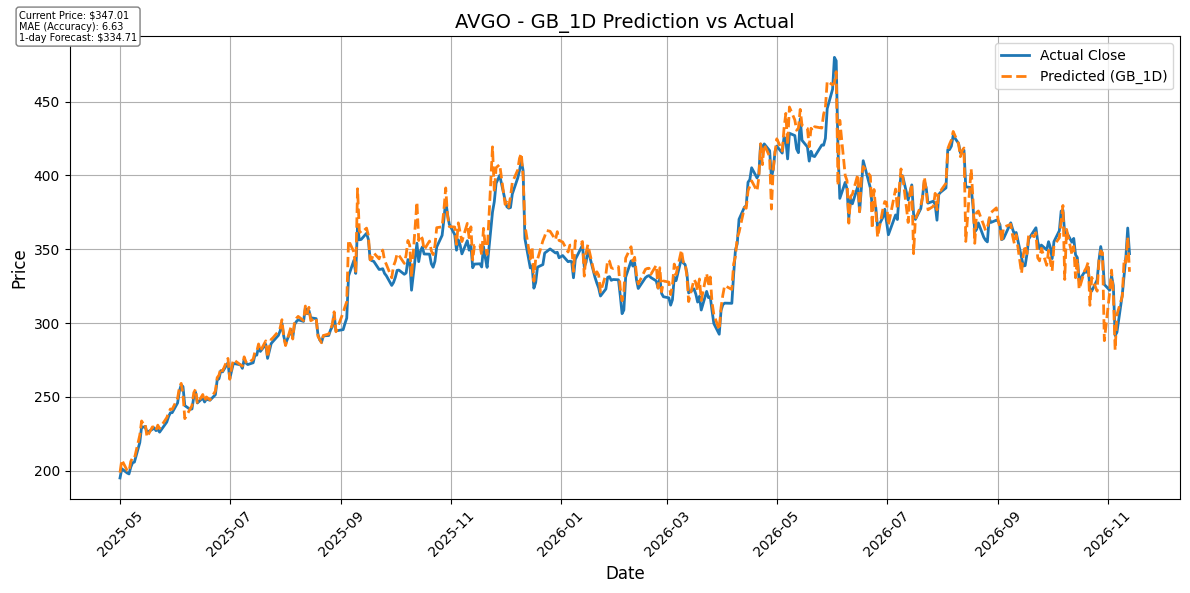 AVGO - GB_1D Prediction vs Actual
Current Price: $347.01
MAE (Accuracy): 6.63
1-day Forecast: $334.71
Actual Close
Predicted (GB_1D)
Price
450
400
350
300
250
200
2025-05
2025-07
2025-09
2025-11
2026-01
2026-03
2026-05
2026-07
2026-09
2026-11
Date